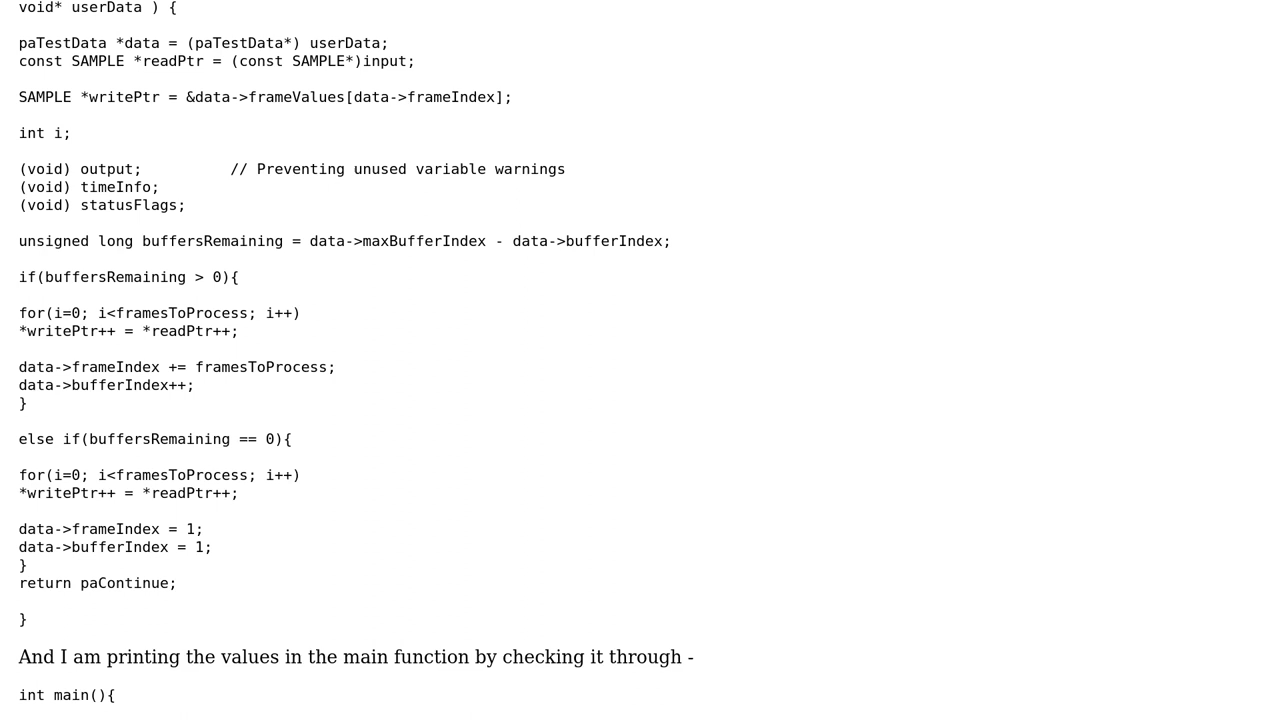 void* userData ) {
paTestData *data = (paTestData*) userData;
const SAMPLE *readPtr = (const SAMPLE*)input;
SAMPLE *writePtr = &data->frameValues[data->frameIndex];
int i;
(void) output;          // Preventing unused variable warnings
(void) timeInfo;
(void) statusFlags;
unsigned long buffersRemaining = data->maxBufferIndex - data->bufferIndex;
if(buffersRemaining > 0){
for(i=0; i<framesToProcess; i++)
*writePtr++ = *readPtr++;
data->frameIndex += framesToProcess;
data->bufferIndex++;
}
else if(buffersRemaining == 0){
for(i=0; i<framesToProcess; i++)
*writePtr++ = *readPtr++;
data->frameIndex = 1;
data->bufferIndex = 1;
}
return paContinue;
}
And I am printing the values in the main function by checking it through -
int main(){